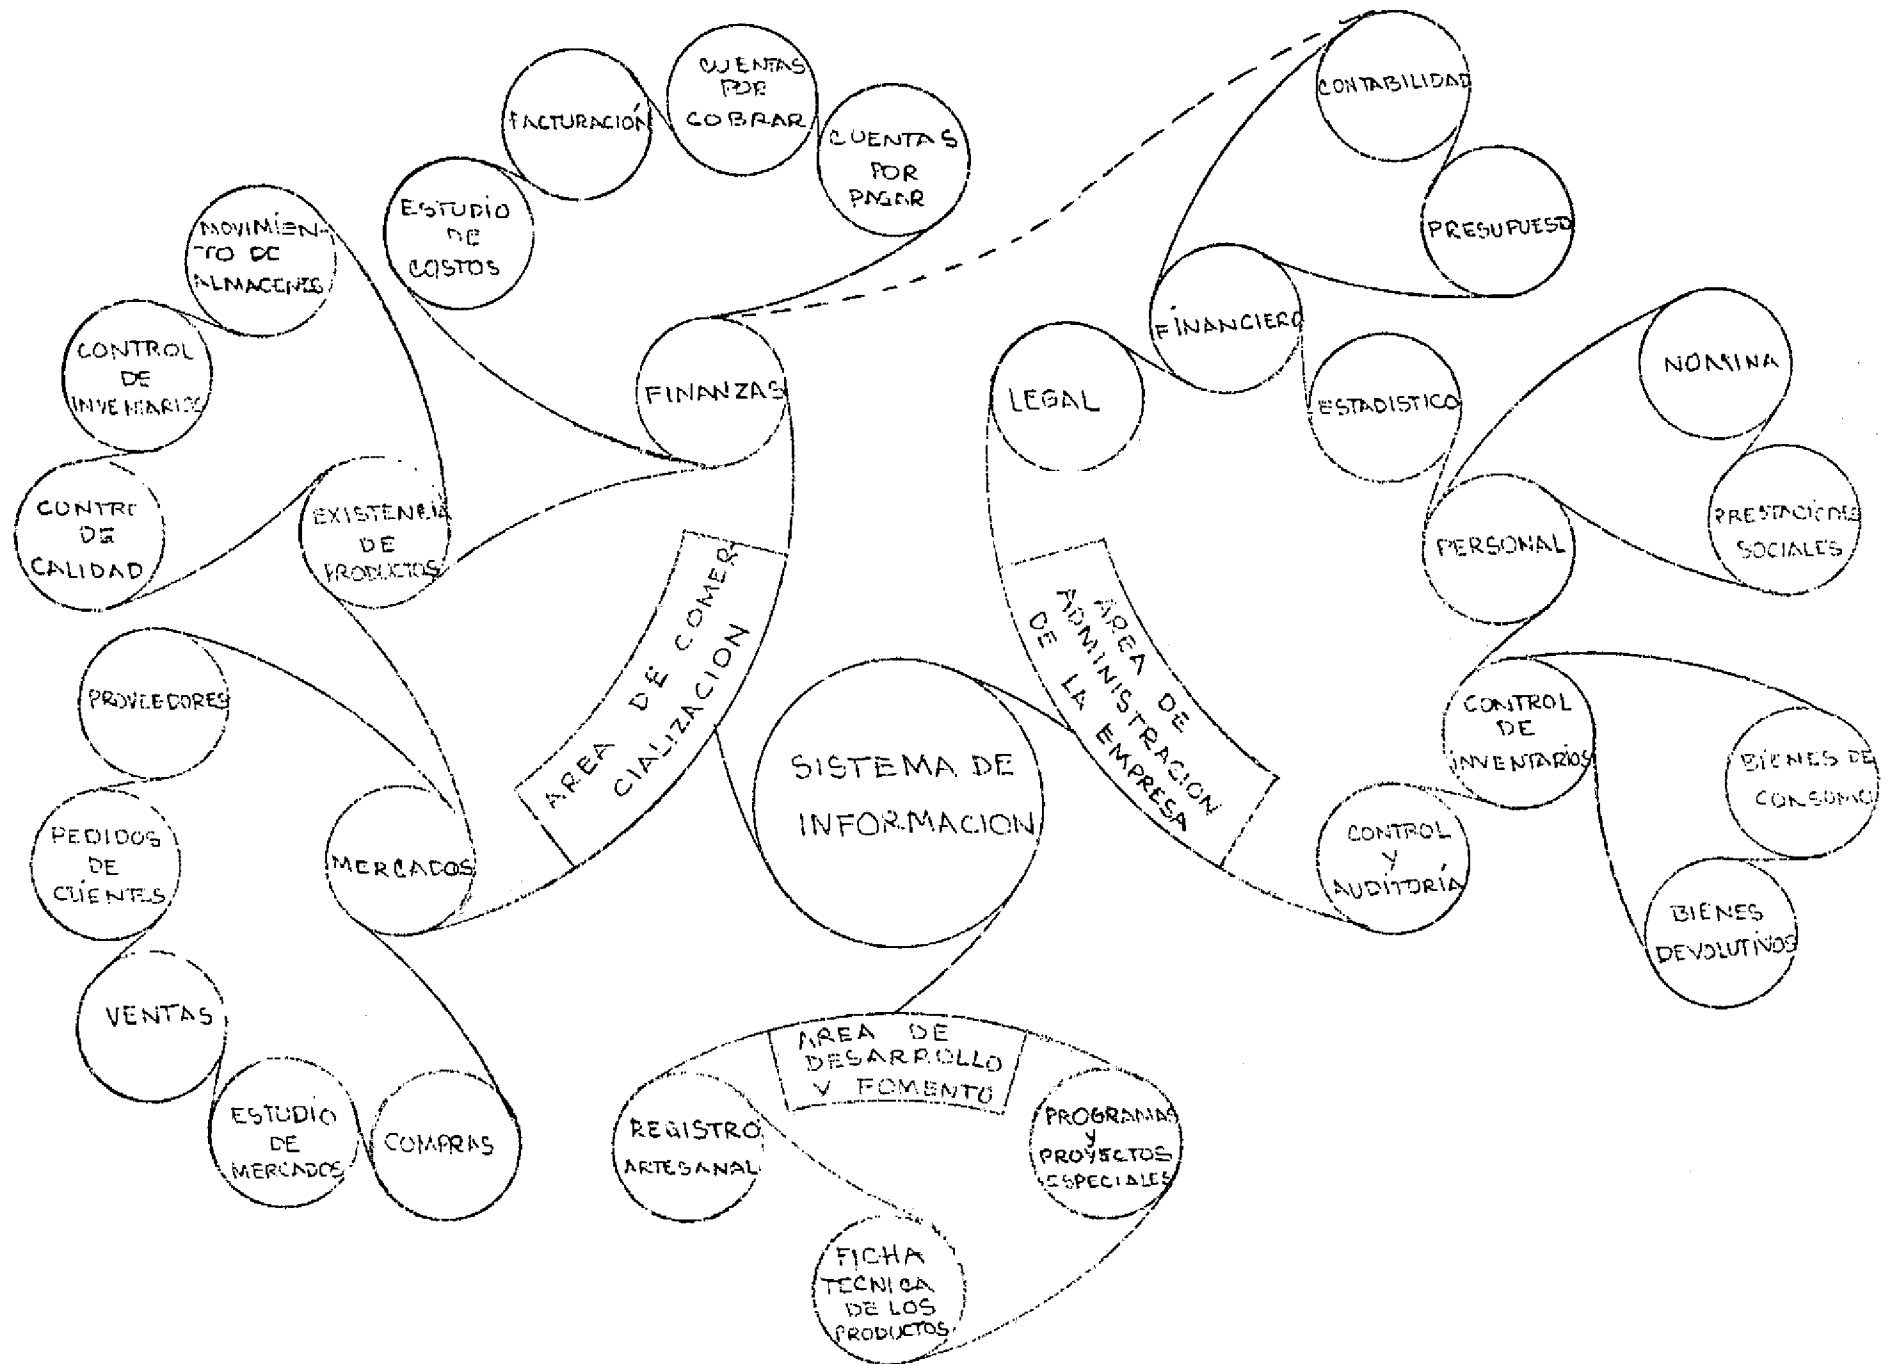 CUENTAS
POR
COBRAR
FACTURACIÓN
CUENTAS
POR
PAGAR
ESTUDIO
DE
COSTOS
MOVIMIEN-
-TO DE
ALMACENES
CONTROL
DE
INVENTARIOS
CONTRO
DE
CALIDAD
EXISTENCIA
DE
PRODUCTOS
FINANZAS
AREA DE COMER-
CIALIZACION
PROVEEDORES
PEDIDOS
DE
CLIENTES
MERCADOS
VENTAS
ESTUDIO
DE
MERCADOS
COMPRAS
SISTEMA DE
INFORMACION
CONTABILIDAD
PRESUPUESTO
FINANCIERO
LEGAL
ESTADISTICO
NOMINA
PERSONAL
PRESTACIONES
SOCIALES
AREA DE
ADMINISTRACION
DE LA EMPRESA
CONTROL
DE
INVENTARIOS
BIENES DE
CONSUMO
CONTROL
Y
AUDITORÍA
BIENES
DEVOLUTIVOS
AREA DE
DESARROLLO
Y FOMENTO
REGISTRO
ARTESANAL
PROGRAMAS
Y
PROYECTOS
ESPECIALES
FICHA
TECNICA
DE LOS
PRODUCTOS